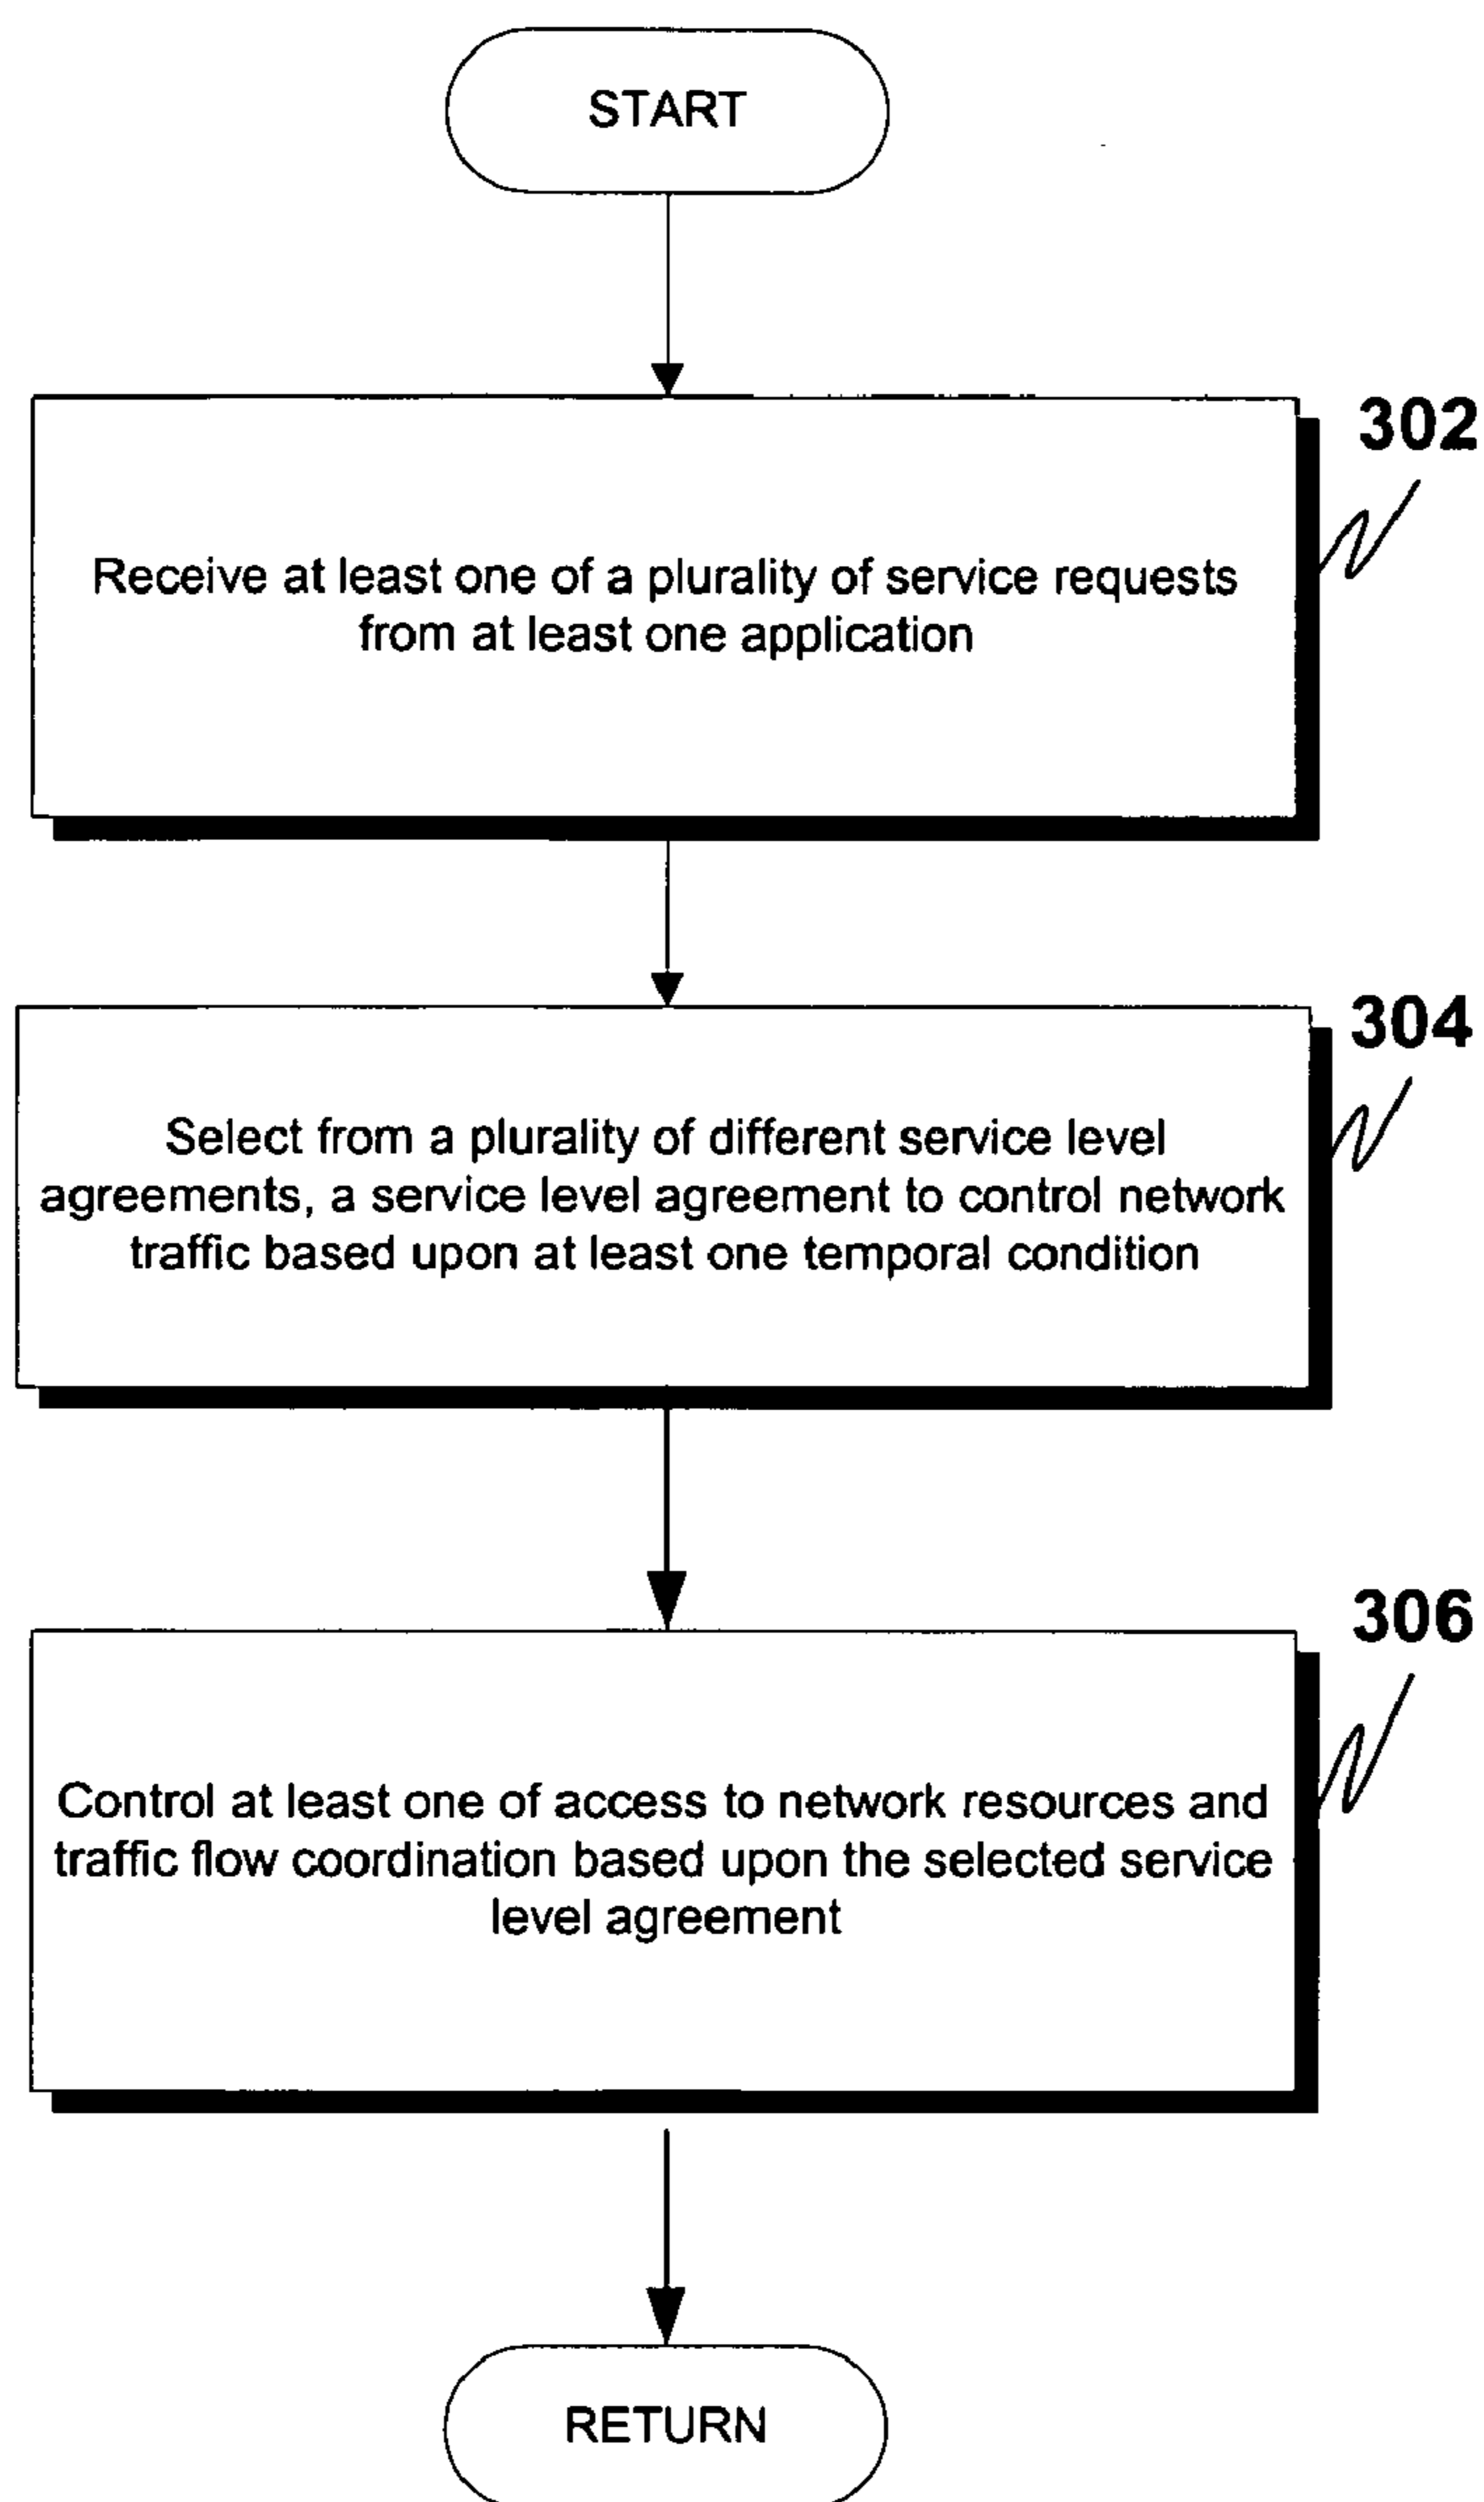 START
302
Receive at least one of a plurality of service requests
from at least one application
304
Select from a plurality of different service level
agreements, a service level agreement to control network
traffic based upon at least one temporal condition
306
Control at least one of access to network resources and
traffic flow coordination based upon the selected service
level agreement
RETURN